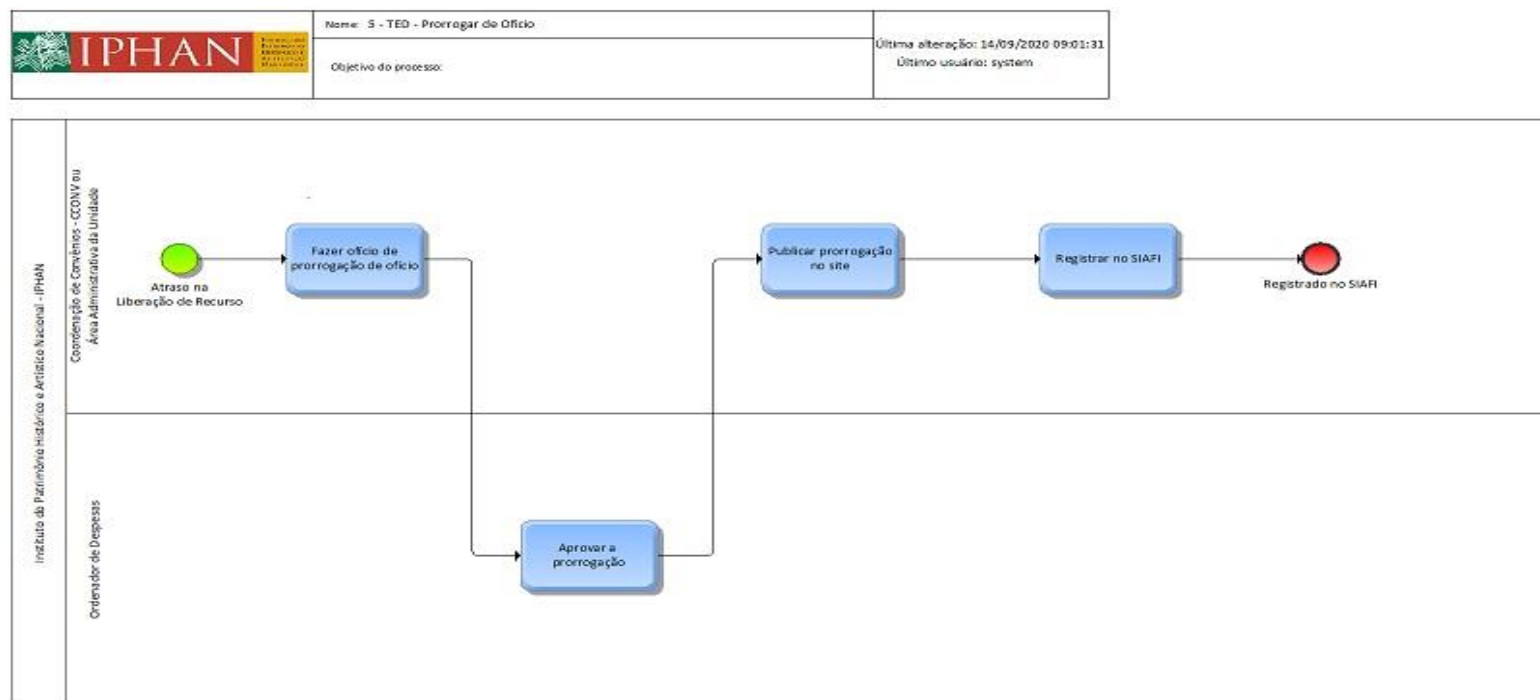 IPHAN
Nome: 5 - TED - Prorrogar de Ofício
Objetivo do processo:
Última alteração: 14/09/2020 09:01:31
Último usuário: system
Instituto do Patrimônio Histórico e Artístico Nacional - IPHAN
Coordenação de Convênios - CCONV ou
Área Administrativa da Unidade
Atraso na
Liberação de Recurso
Fazer ofício de
prorrogação de ofício
Publicar prorrogação
no site
Registrar no SIAFI
Registrado no SIAFI
Ordenador de Despesas
Aprovar a
prorrogação